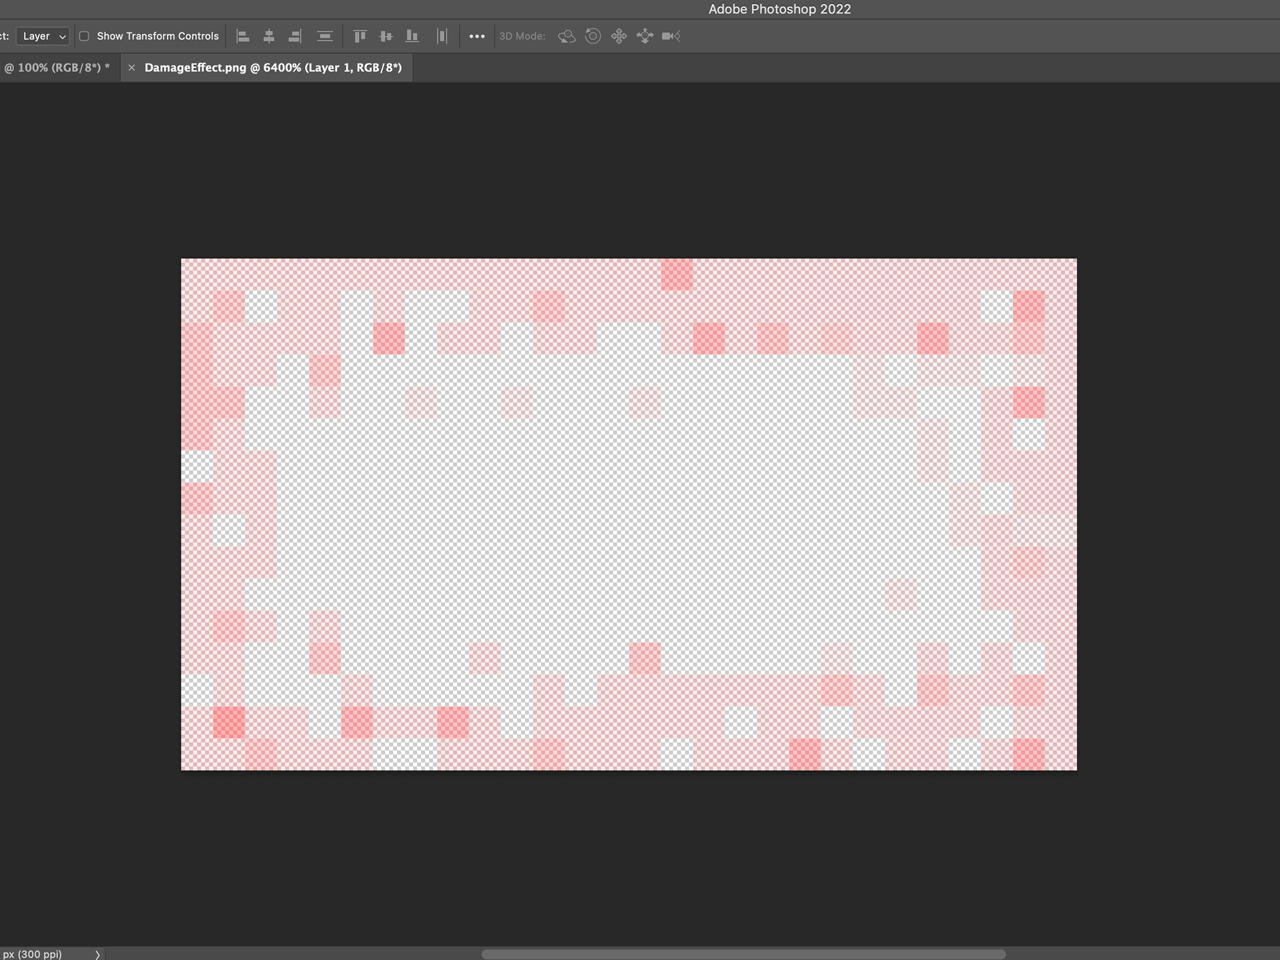 Adobe Photoshop 2022
ct: Layer Show Transform Controls 3D Mode:
@ 100% (RGB/8*) * × DamageEffect.png @ 6400% (Layer 1, RGB/8*)
px (300 ppi)